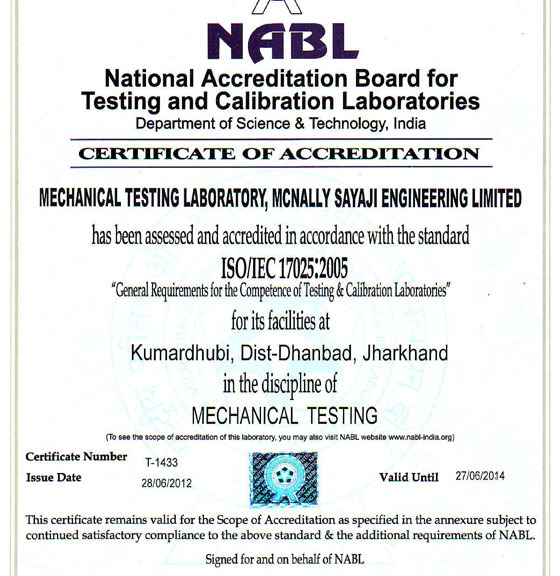 NABL
National Accreditation Board for
Testing and Calibration Laboratories
Department of Science & Technology, India
CERTIFICATE OF ACCREDITATION
MECHANICAL TESTING LABORATORY, MCNALLY SAYAJI ENGINEERING LIMITED
has been assessed and accredited in accordance with the standard
ISO/IEC 17025:2005
"General Requirements for the Competence of Testing & Calibration Laboratories"
for its facilities at
Kumardhubi, Dist-Dhanbad, Jharkhand
in the discipline of
MECHANICAL TESTING
(To see the scope of accreditation of this laboratory, you may also visit NABL website www.nabl-india.org)
Certificate Number T-1433
Issue Date 28/06/2012 Valid Until 27/06/2014
This certificate remains valid for the Scope of Accreditation as specified in the annexure subject to
continued satisfactory compliance to the above standard & the additional requirements of NABL.
Signed for and on behalf of NABL